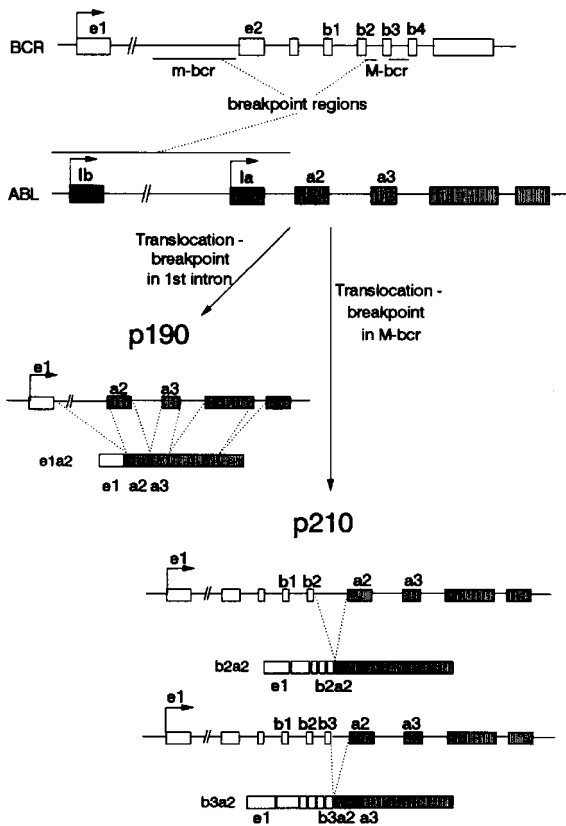 e1 e2 b1 b2 b3 b4
BCR //
m-bcr M-bcr
breakpoint regions
Ib Ia a2 a3
ABL //
Translocation -
breakpoint
in 1st intron
Translocation -
breakpoint
in M-bcr
p190
e1 a2 a3
//
e1a2
e1 a2 a3
p210
e1 b1 b2 a2 a3
//
b2a2
e1 b2a2
e1 b1 b2 b3 a2 a3
//
b3a2
e1 b3a2 a3